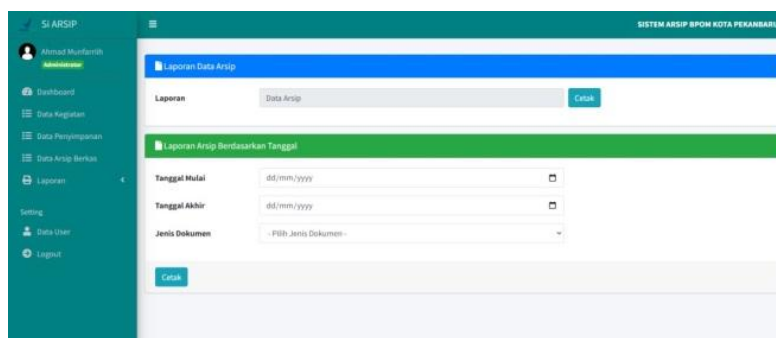 Si ARSIP
SISTEM ARSIP BPOM KOTA PEKANBARU
Ahmad Munfarrih
Administrator
Dashboard
Data Kegiatan
Data Penyimpanan
Data Arsip Berkas
Laporan
Setting
Data User
Logout
Laporan Data Arsip
Laporan
Data Arsip
Cetak
Laporan Arsip Berdasarkan Tanggal
Tanggal Mulai
dd/mm/yyyy
Tanggal Akhir
dd/mm/yyyy
Jenis Dokumen
- Pilih Jenis Dokumen -
Cetak